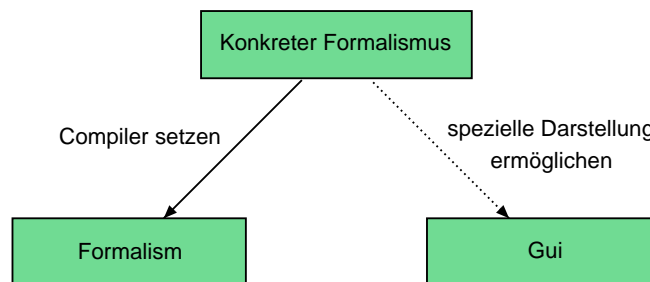 Konkreter Formalismus
Compiler setzen
spezielle Darstellung
ermöglichen
Formalism
Gui